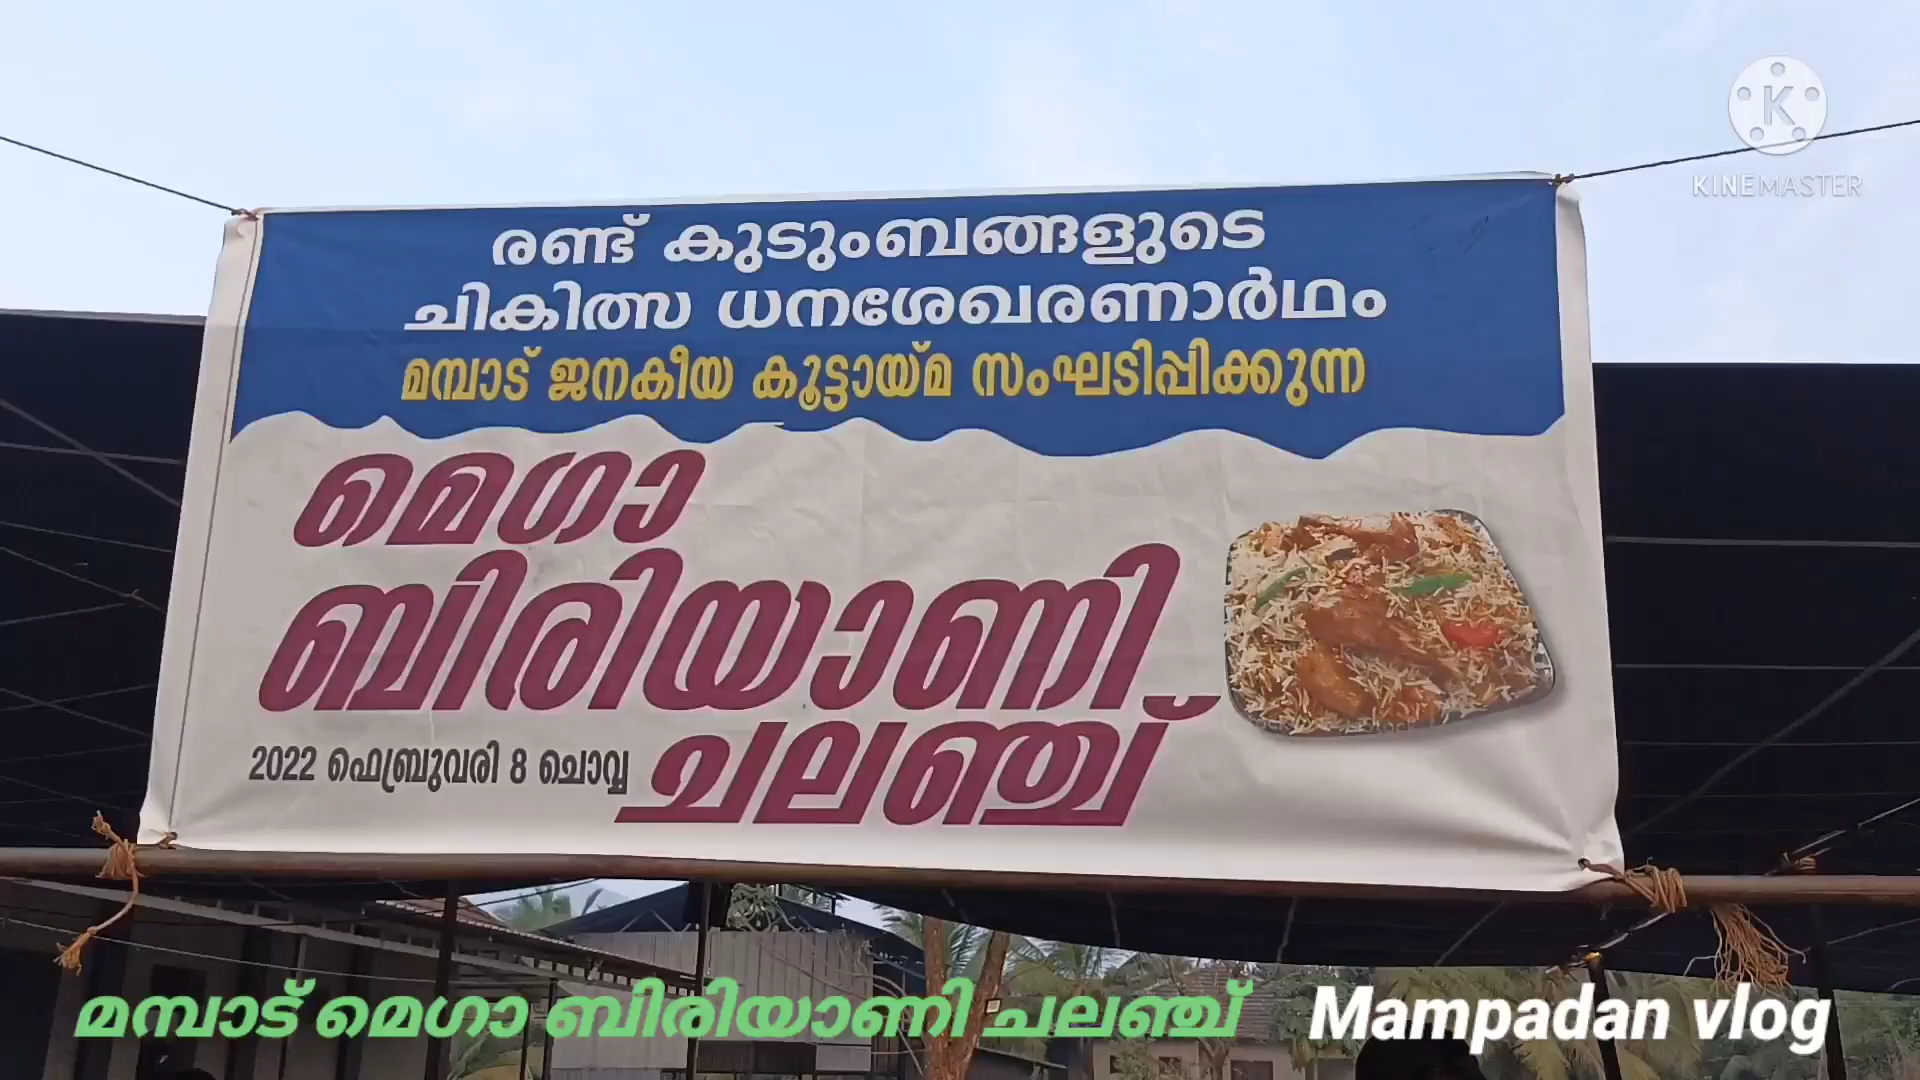 KINEMASTER
രണ്ട് കുടുംബങ്ങളുടെ
ചികിത്സ ധനശേഖരണാർഥം
മമ്പാട് ജനകീയ കൂട്ടായ്മ സംഘടിപ്പിക്കുന്ന
മെഗാ
ബിരിയാണി
ചലഞ്ച്
2022 ഫെബ്രുവരി 8 ചൊവ്വ
മമ്പാട് മെഗാ ബിരിയാണി ചലഞ്ച് Mampadan vlog